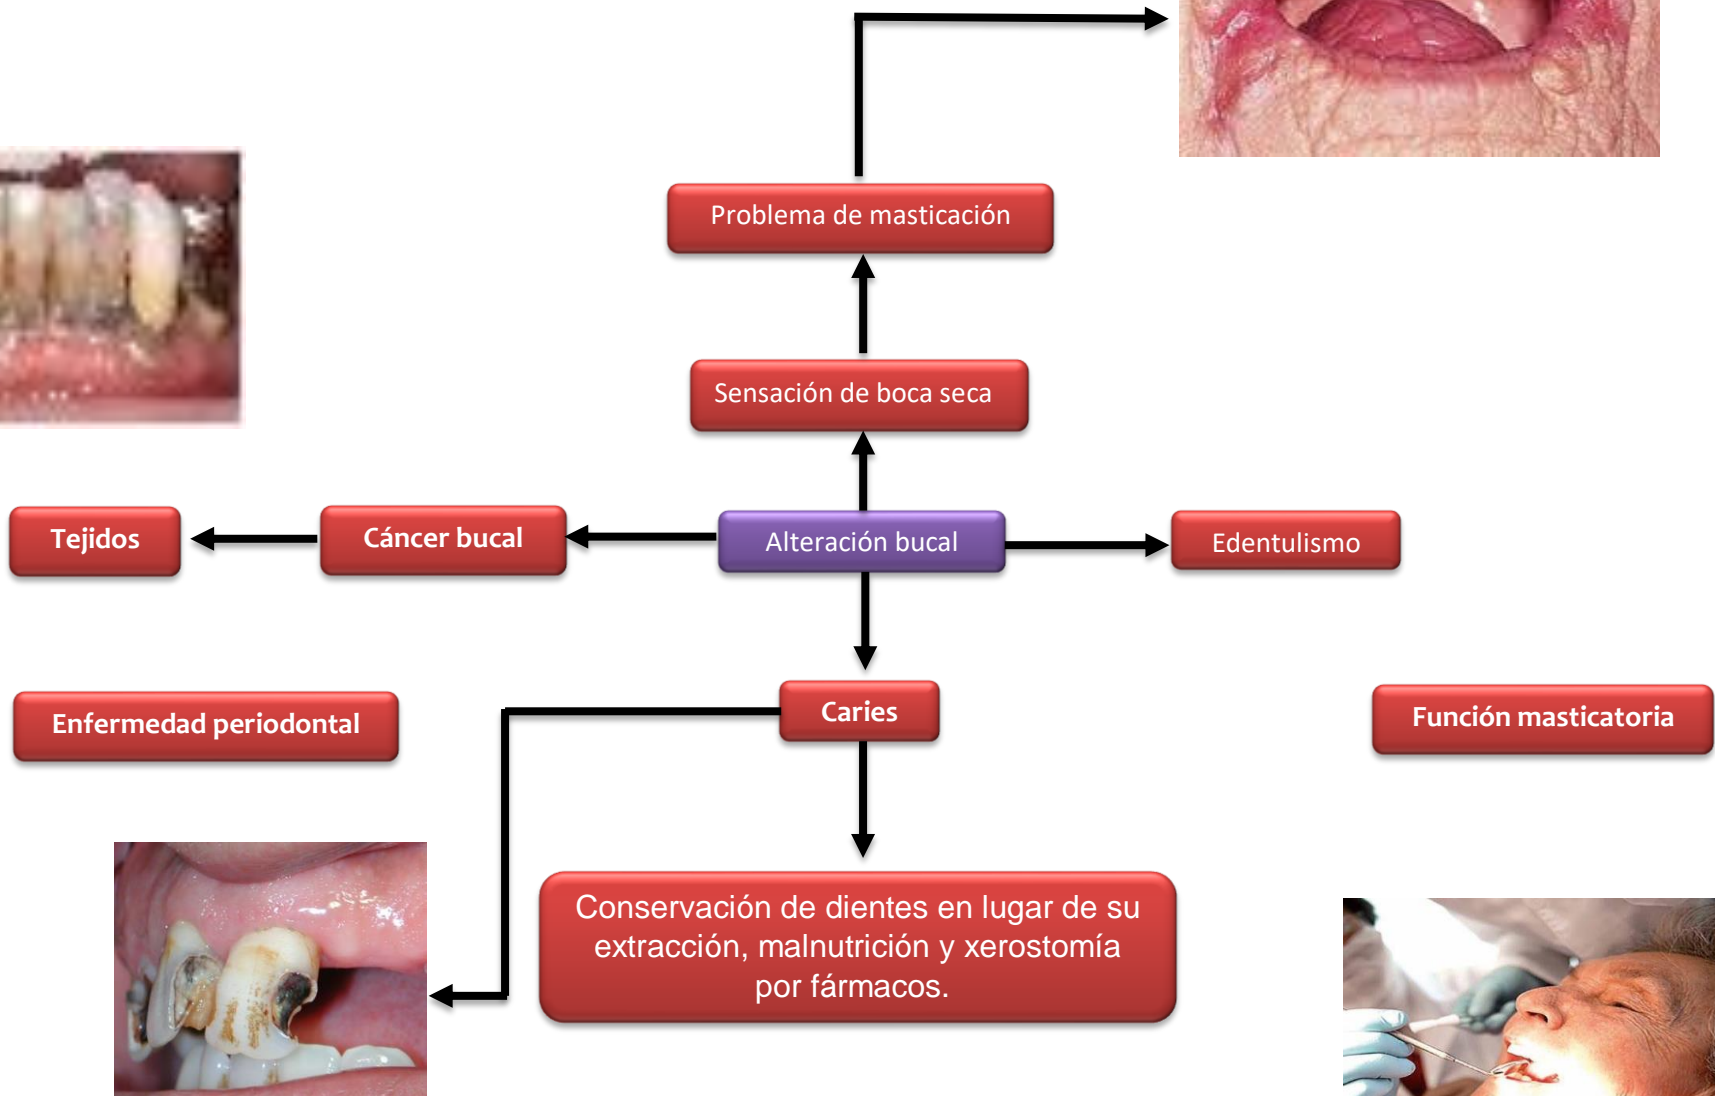 Problema de masticación
Sensación de boca seca
Tejidos
Cáncer bucal
Alteración bucal
Edentulismo
Enfermedad periodontal
Caries
Función masticatoria
Conservación de dientes en lugar de su
extracción, malnutrición y xerostomía
por fármacos.